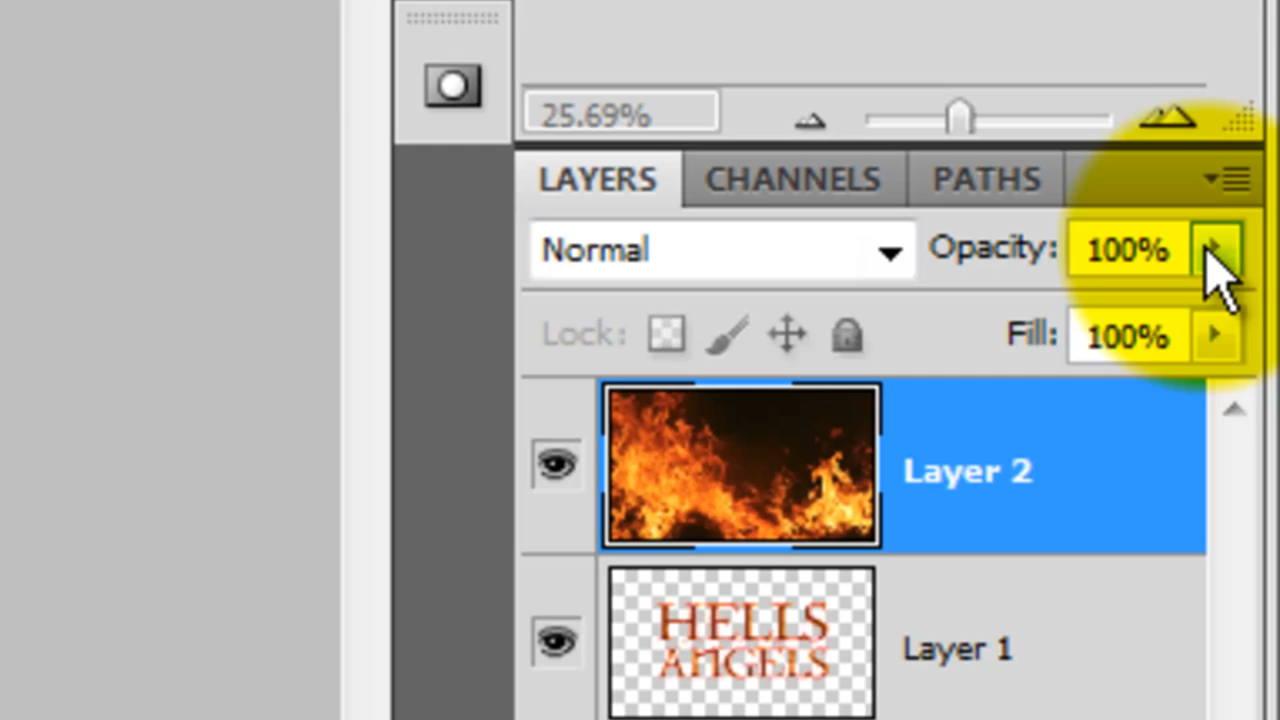 25.69%
LAYERS CHANNELS PATHS
Normal Opacity: 100%
Lock: Fill: 100%
Layer 2
HELLS
ANGELS
Layer 1